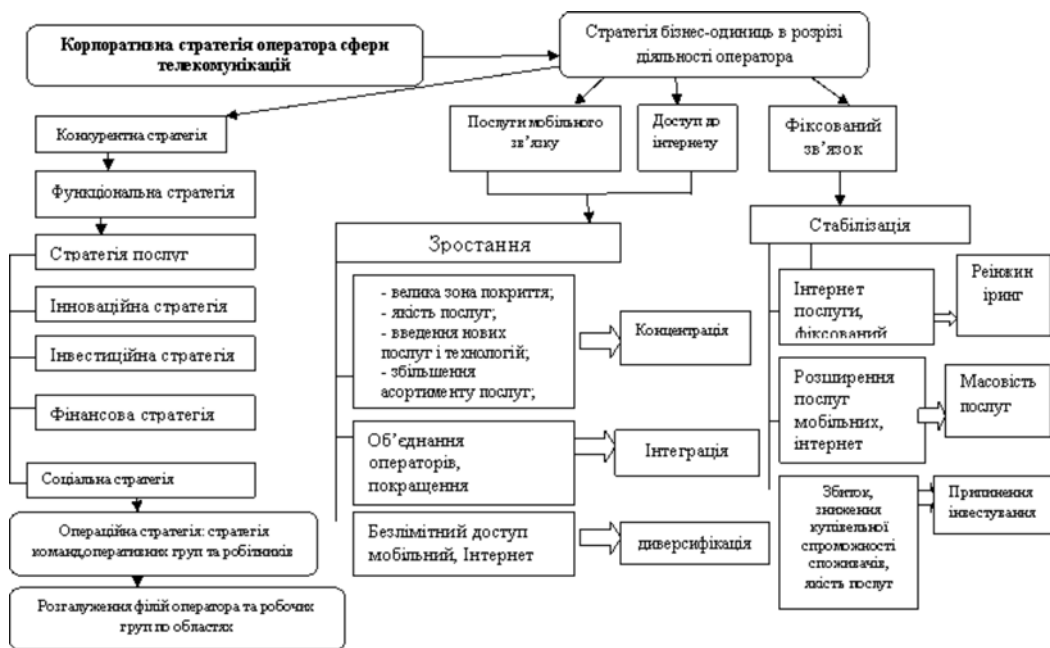 Корпоративна стратегія оператора сфери
телекомунікацій
Стратегія бізнес-одиниць в розрізі
діяльності оператора
Конкурентна стратегія
Функціональна стратегія
Стратегія послуг
Інноваційна стратегія
Інвестиційна стратегія
Фінансова стратегія
Соціальна стратегія
Операційна стратегія: стратегія
команд,оперативних груп та робітників
Розгалуження філій оператора та робочих
груп по областях
Послуги мобільного
зв’язку
Доступ до
інтернету
Фіксований
зв’язок
Зростання
- велика зона покриття;
- якість послуг;
- введення нових
послуг і технологій;
- збільшення
асортименту послуг;
Концентрація
Об’єднання
операторів,
покращення
Інтеграція
Безлімітний доступ
мобільний, Інтернет
диверсифікація
Стабілізація
Інтернет
послуги,
фіксований
Реінжин
іринг
Розширення
послуг
мобільних,
інтернет
Масовість
послуг
Збиток,
зниження
купівельної
спроможності
споживачів,
якість послуг
Припинення
інвестування